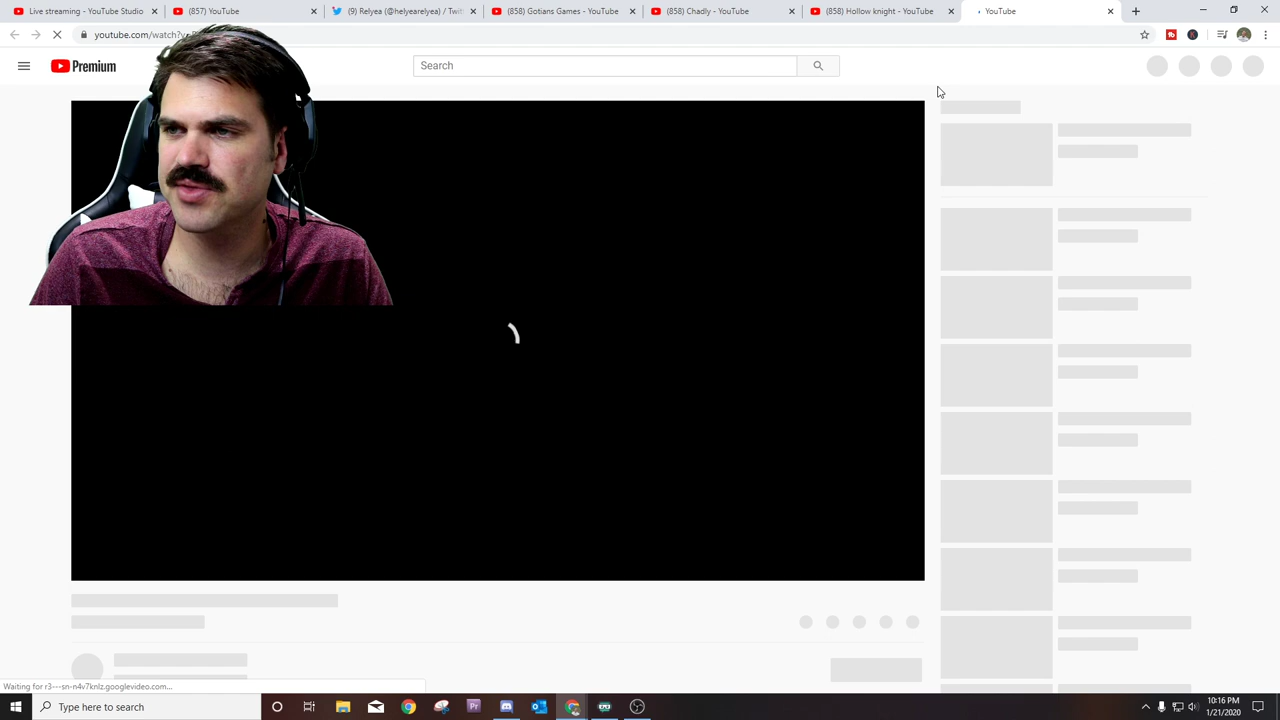 Live streaming - YouTube Studio
(857) YouTube
(9) Relyea (@helyearelyea) / Twit
(858) Gotians Games - YouTube
(858) Chadly - YouTube
(858) Hollow knight - YouTube
YouTube
youtube.com/watch?v=
Premium
Search
Waiting for r3---sn-n4v7knlz.googlevideo.com...
Type here to search
Pr
10:16 PM
1/21/2020